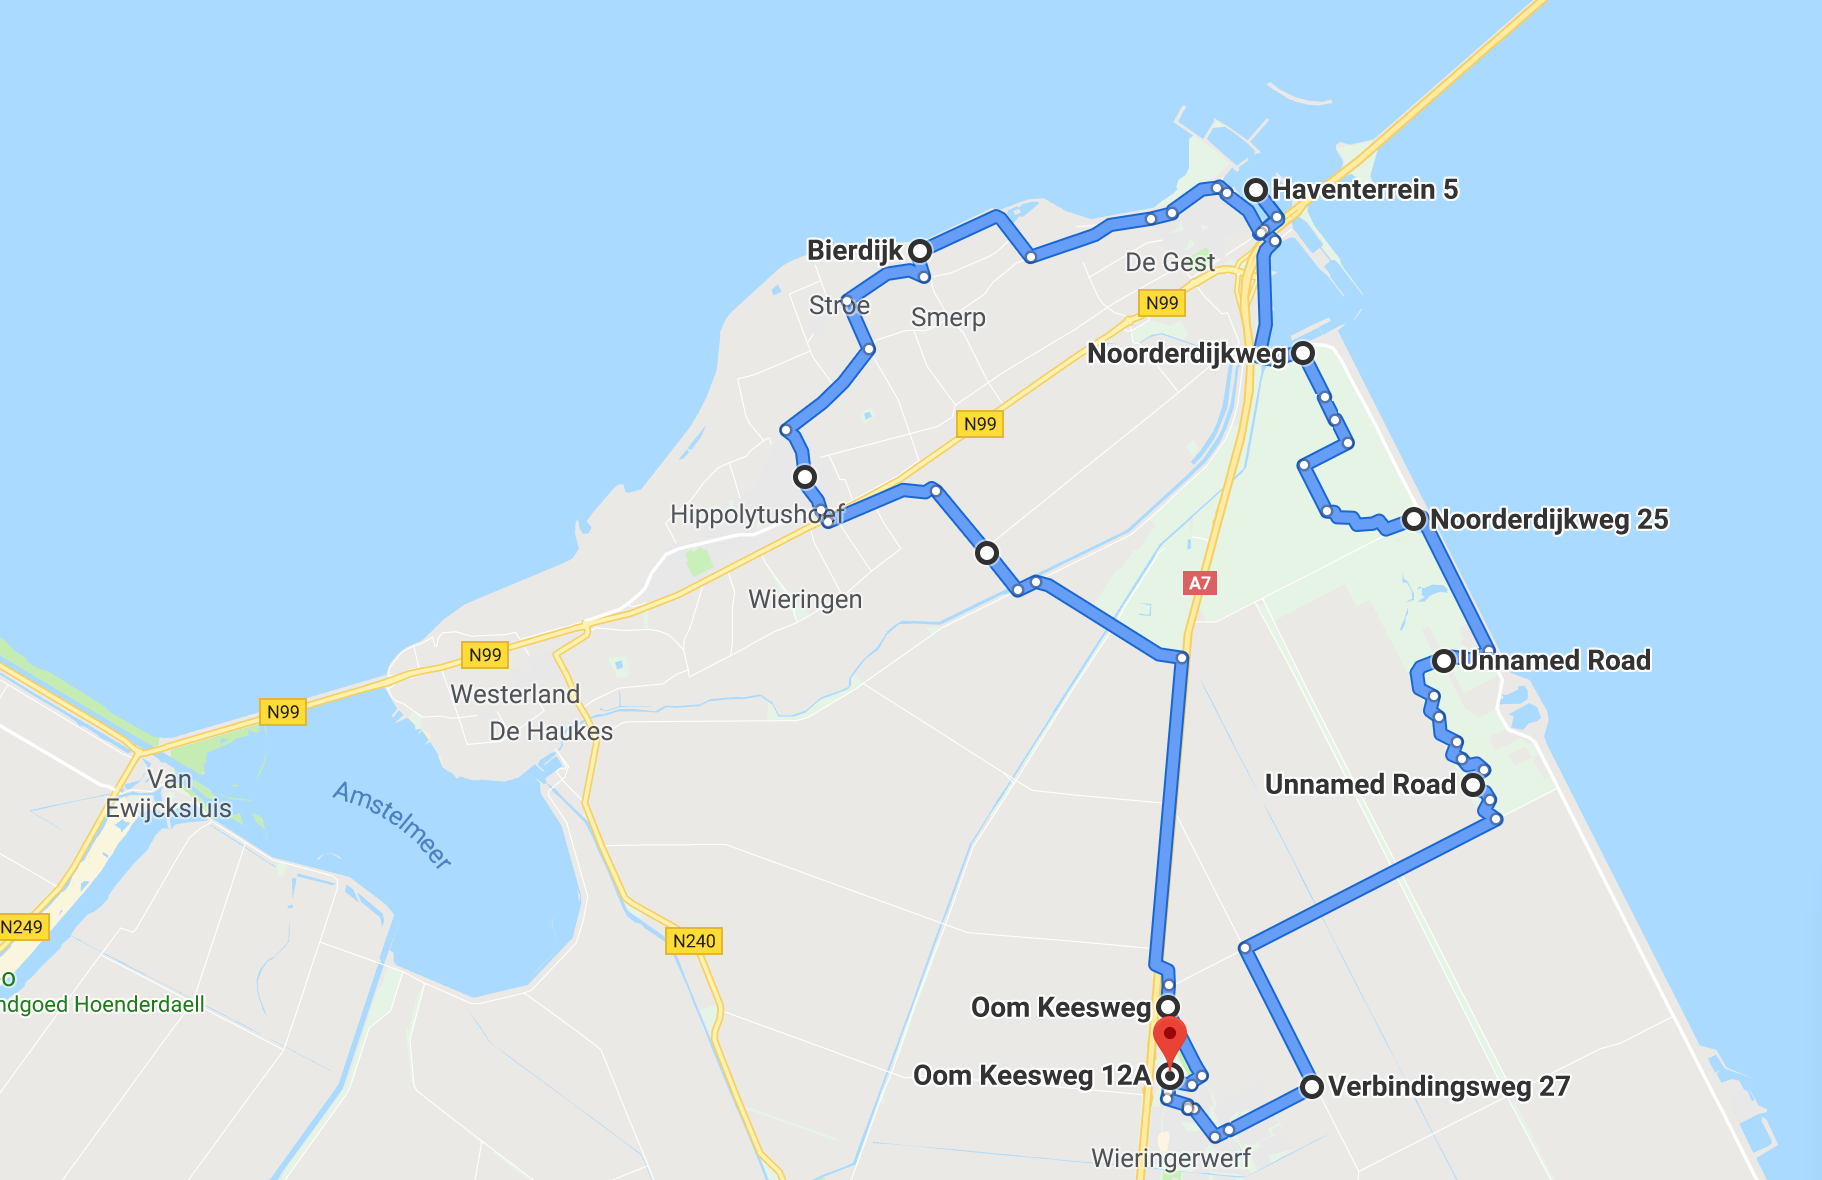 Haventerrein 5
Bierdijk
De Gest
Stroe
N99
Smerp
Noorderdijkweg
N99
Hippolytushoef
Noorderdijkweg 25
A7
Wieringen
N99
Unnamed Road
Westerland
N99
De Haukes
Van
Ewijcksluis
Amstelmeer
Unnamed Road
N249
N240
o
ndgoed Hoenderdaell
Oom Keesweg
Oom Keesweg 12A
Verbindingsweg 27
Wieringerwerf